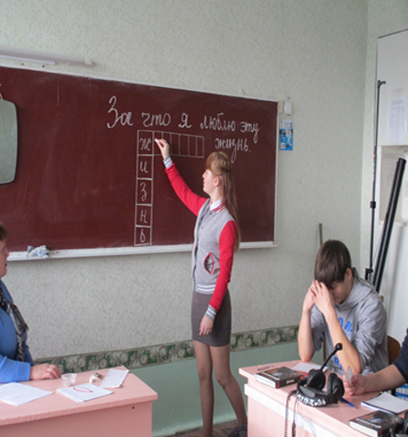 За что я люблю эту
жизнь.
ж
и
з
н
ь